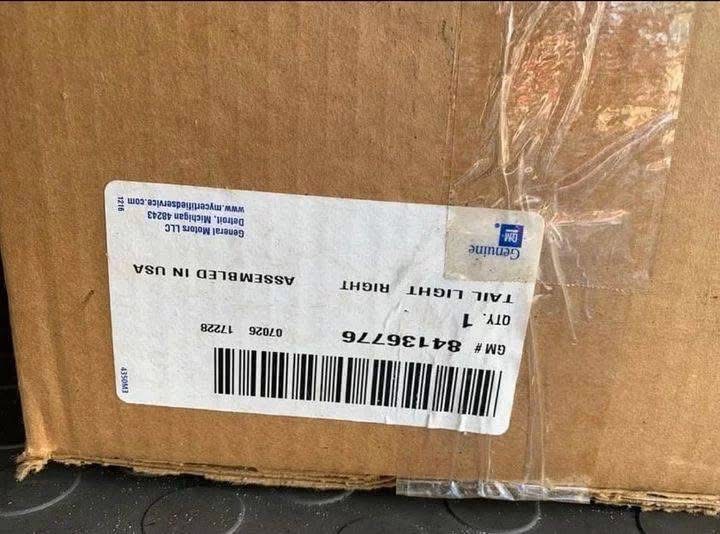 Genuine GM
General Motors LLC
Detroit, Michigan 48243
www.mycertifiedservice.com
1216
TAIL LIGHT RIGHT ASSEMBLED IN USA
QTY. 1
GM # 84136776 07026 17228
4350M3